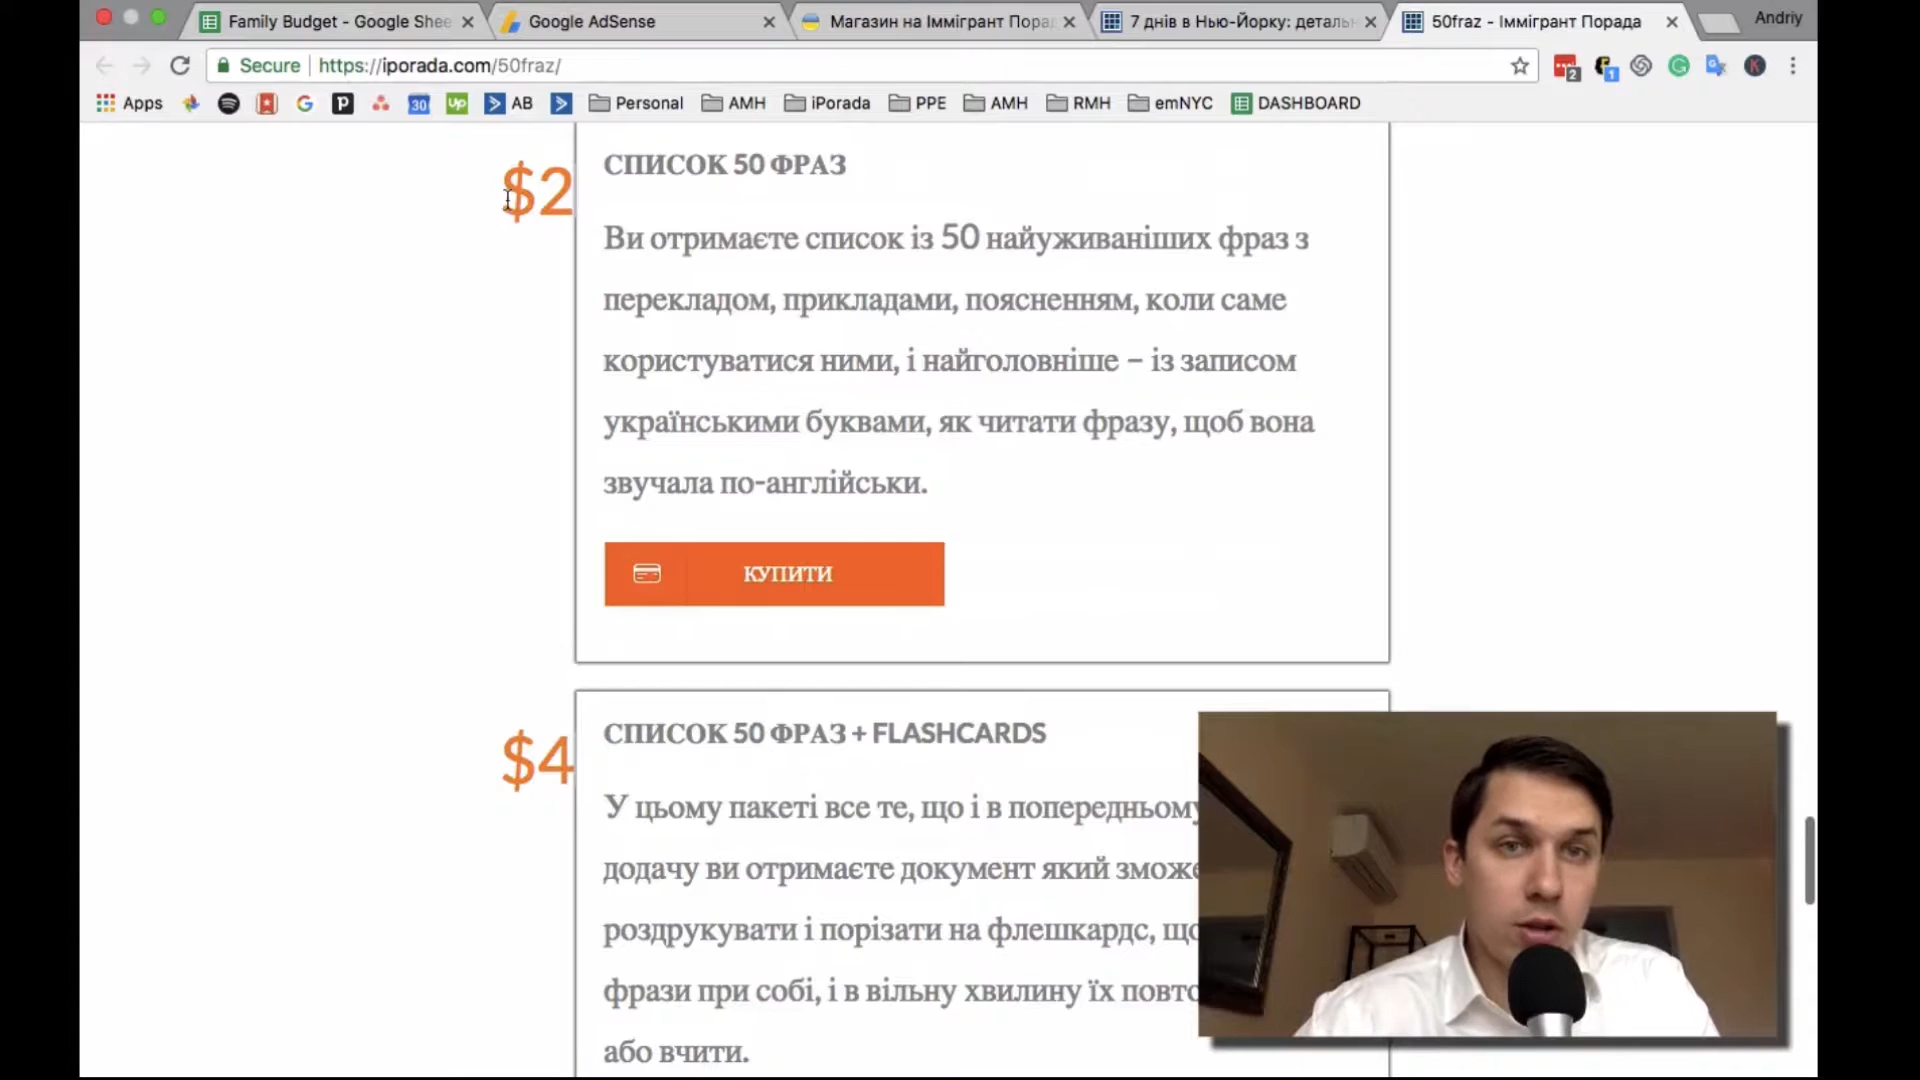 Family Budget - Google Shee
Google AdSense
Магазин на Іммігрант Порад
7 днів в Нью-Йорку: деталь
50fraz - Іммігрант Порада
Andriy
Secure
https://iporada.com/50fraz/
2
1
K
Apps
G
P
30
Up
AB
Personal
AMH
iPorada
PPE
AMH
RMH
emNYC
DASHBOARD
$2
СПИСОК 50 ФРАЗ
Ви отримаєте список із 50 найуживаніших фраз з
перекладом, прикладами, поясненням, коли саме
користуватися ними, і найголовніше – із записом
українськими буквами, як читати фразу, щоб вона
звучала по-англійськи.
КУПИТИ
$4
СПИСОК 50 ФРАЗ + FLASHCARDS
У цьому пакеті все те, що і в попередньому
додачу ви отримаєте документ який зможе
роздрукувати і порізати на флешкардс, що
фрази при собі, і в вільну хвилину їх повто
або вчити.